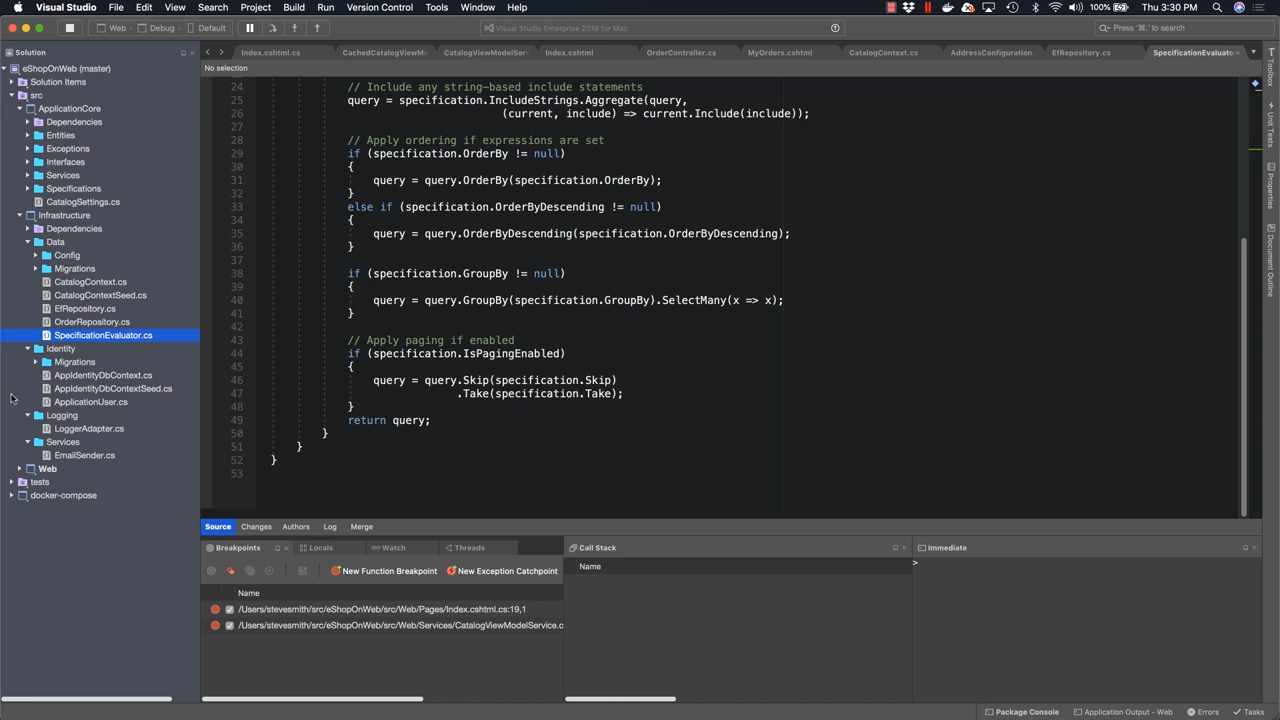 Visual Studio File Edit View Search Project Build Run Version Control Tools Window Help Thu 3:30 PM
Web Debug Default Visual Studio Enterprise 2019 for Mac Press '⌘.' to search
Solution
Index.cshtml.cs CachedCatalogViewM CatalogViewModelServ Index.cshtml OrderController.cs MyOrders.cshtml CatalogContext.cs AddressConfiguration. EfRepository.cs SpecificationEvaluato
No selection
eShopOnWeb (master)
Solution Items
src
ApplicationCore
Dependencies
Entities
Exceptions
Interfaces
Services
Specifications
CatalogSettings.cs
Infrastructure
Dependencies
Data
Config
Migrations
CatalogContext.cs
CatalogContextSeed.cs
EfRepository.cs
OrderRepository.cs
SpecificationEvaluator.cs
Identity
Migrations
AppIdentityDbContext.cs
AppIdentityDbContextSeed.cs
ApplicationUser.cs
Logging
LoggerAdapter.cs
Services
EmailSender.cs
Web
tests
docker-compose
24 // Include any string-based include statements
25 query = specification.IncludeStrings.Aggregate(query,
26 (current, include) => current.Include(include));
27
28 // Apply ordering if expressions are set
29 if (specification.OrderBy != null)
30 {
31 query = query.OrderBy(specification.OrderBy);
32 }
33 else if (specification.OrderByDescending != null)
34 {
35 query = query.OrderByDescending(specification.OrderByDescending);
36 }
37
38 if (specification.GroupBy != null)
39 {
40 query = query.GroupBy(specification.GroupBy).SelectMany(x => x);
41 }
42
43 // Apply paging if enabled
44 if (specification.IsPagingEnabled)
45 {
46 query = query.Skip(specification.Skip)
47 .Take(specification.Take);
48 }
49 return query;
50 }
51 }
52 }
53
Toolbox
Unit Tests
Properties
Document Outline
Source Changes Authors Log Merge
Breakpoints Locals Watch Threads
New Function Breakpoint New Exception Catchpoint
Name
/Users/stevesmith/src/eShopOnWeb/src/Web/Pages/Index.cshtml.cs:19,1
/Users/stevesmith/src/eShopOnWeb/src/Web/Services/CatalogViewModelService.c
Call Stack
Name
Immediate
>
Package Console Application Output - Web Errors Tasks